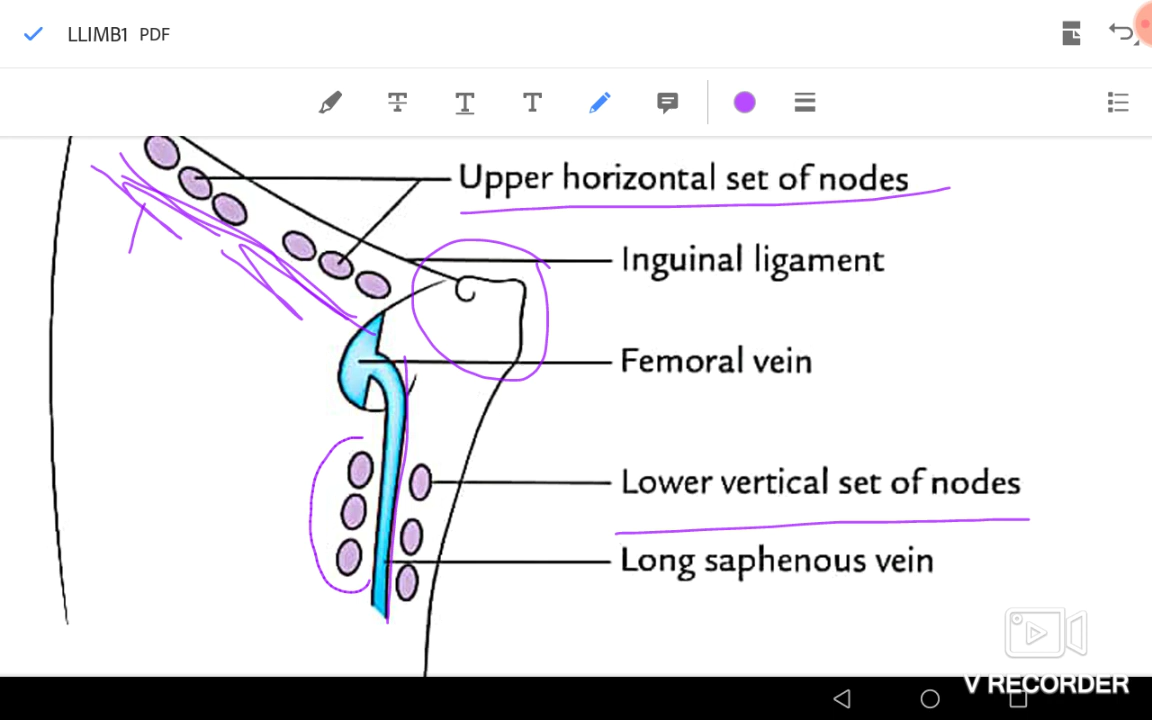 LLIMB1 PDF
T T T
Upper horizontal set of nodes
Inguinal ligament
Femoral vein
Lower vertical set of nodes
Long saphenous vein
V RECORDER